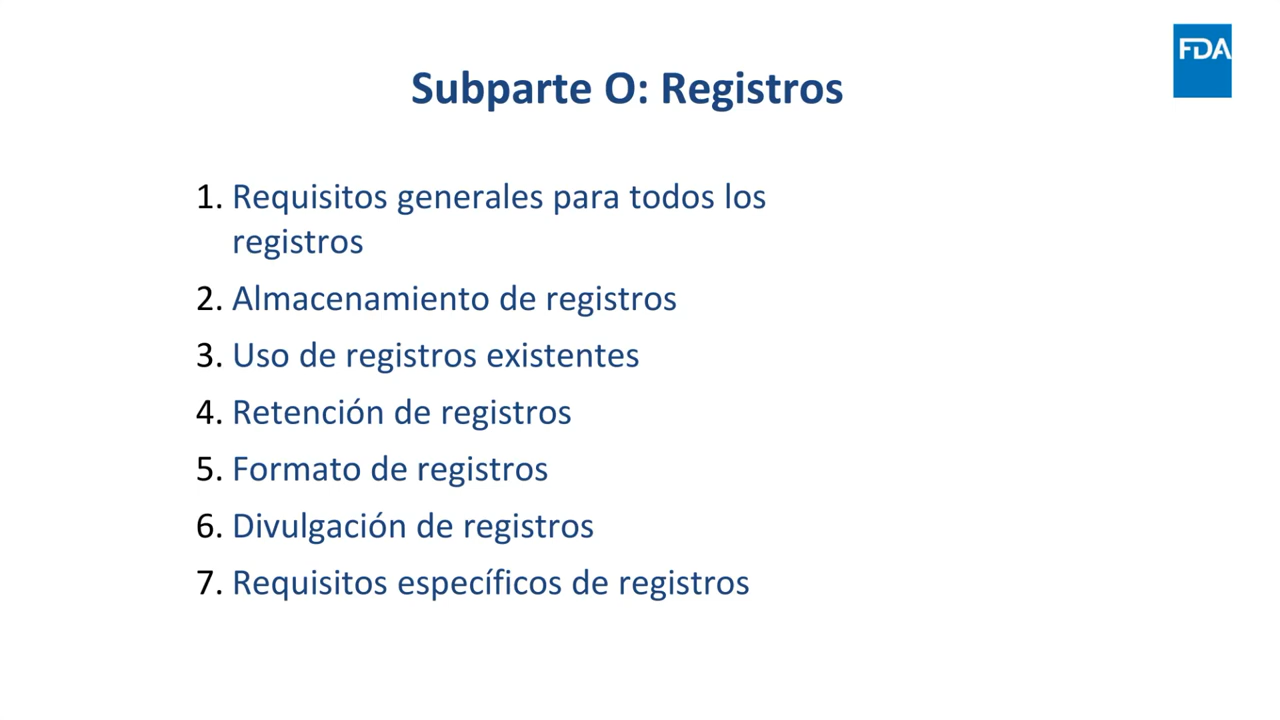 FDA
Subparte O: Registros
1. Requisitos generales para todos los
registros
2. Almacenamiento de registros
3. Uso de registros existentes
4. Retención de registros
5. Formato de registros
6. Divulgación de registros
7. Requisitos específicos de registros